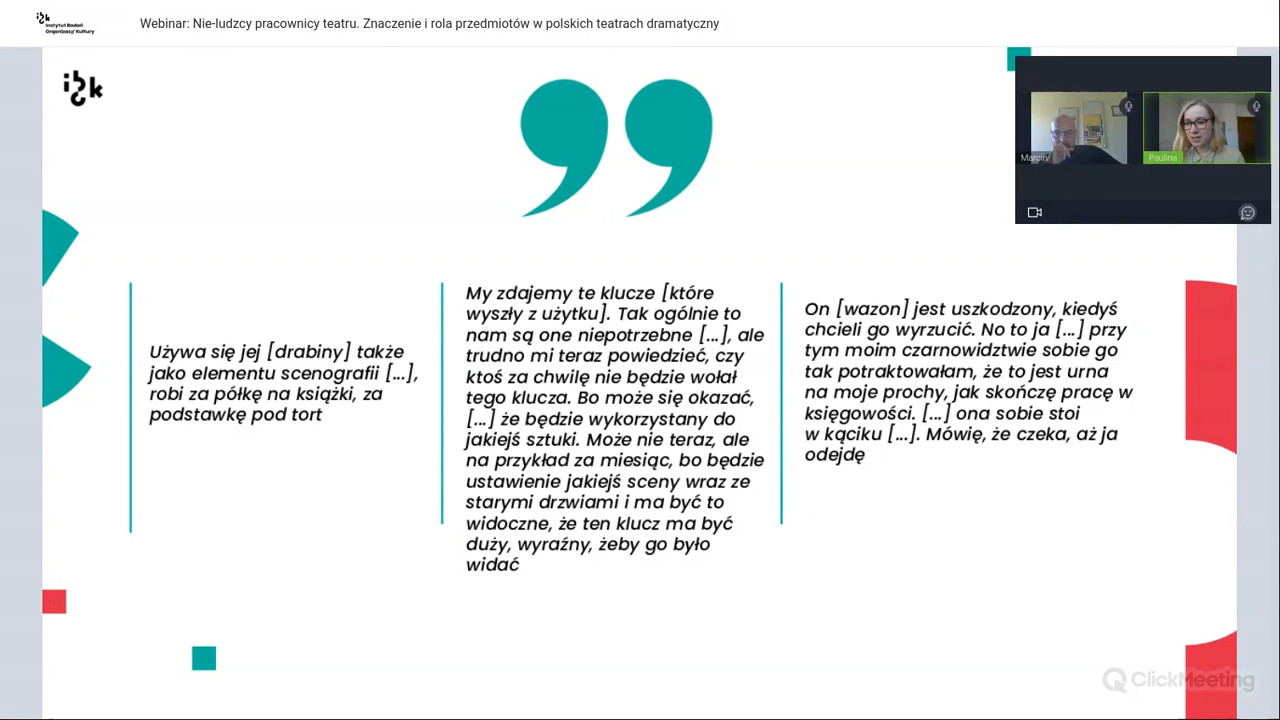 i b k
Instytut Badań
Organizacji Kultury
Webinar: Nie-ludzcy pracownicy teatru. Znaczenie i rola przedmiotów w polskich teatrach dramatyczny
Marcin
Paulina
Używa się jej [drabiny] także
jako elementu scenografii [...],
robi za półkę na książki, za
podstawkę pod tort
My zdajemy te klucze [które
wyszły z użytku]. Tak ogólnie to
nam są one niepotrzebne [...], ale
trudno mi teraz powiedzieć, czy
ktoś za chwilę nie będzie wołał
tego klucza. Bo może się okazać,
[...] że będzie wykorzystany do
jakiejś sztuki. Może nie teraz, ale
na przykład za miesiąc, bo będzie
ustawienie jakiejś sceny wraz ze
starymi drzwiami i ma być to
widoczne, że ten klucz ma być
duży, wyraźny, żeby go było
widać
On [wazon] jest uszkodzony, kiedyś
chcieli go wyrzucić. No to ja [...] przy
tym moim czarnowidztwie sobie go
tak potraktowałam, że to jest urna
na moje prochy, jak skończę pracę w
księgowości. [...] ona sobie stoi
w kąciku [...]. Mówię, że czeka, aż ja
odejdę
ClickMeeting